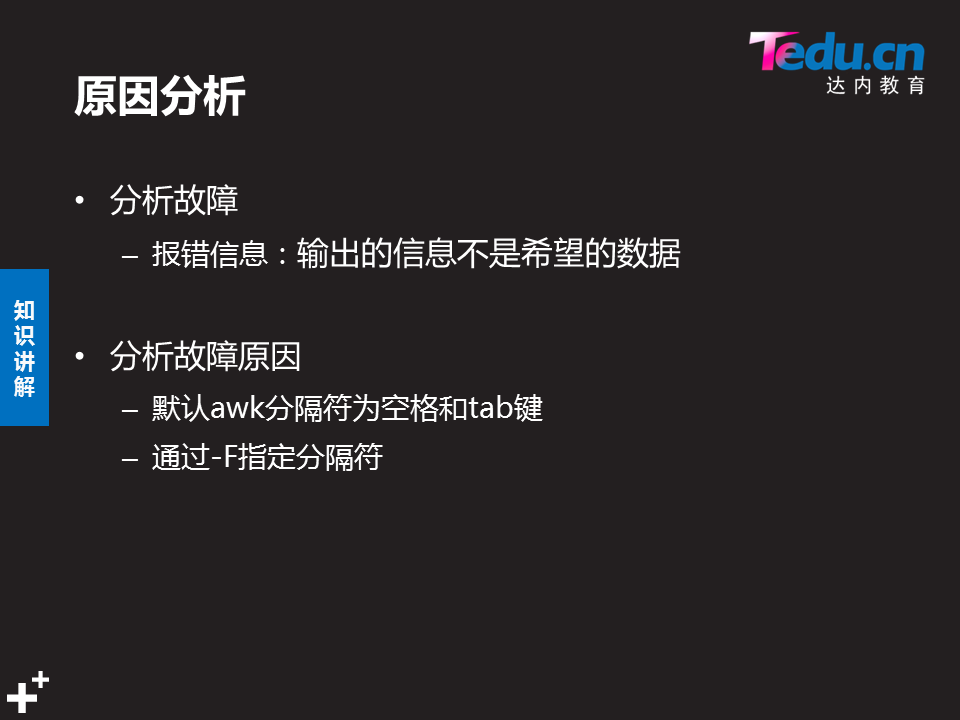 Tedu.cn
达内教育
原因分析
• 分析故障
– 报错信息：输出的信息不是希望的数据
• 分析故障原因
– 默认awk分隔符为空格和tab键
– 通过-F指定分隔符
知识讲解